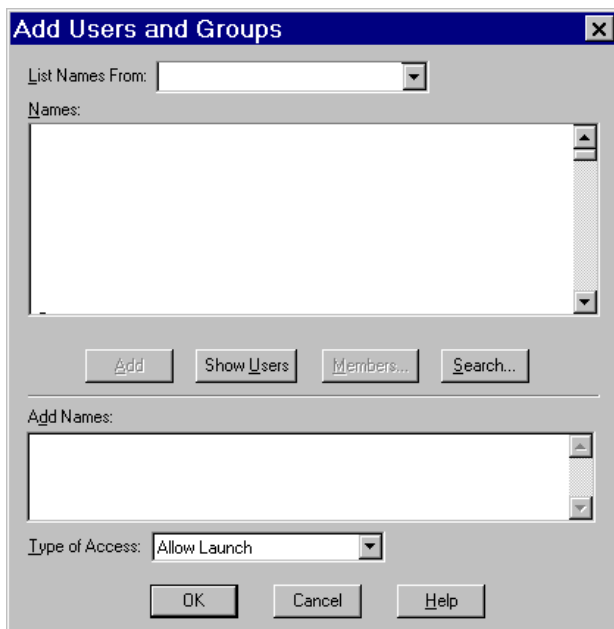 Add Users and Groups
List Names From:
Names:
Add Show Users Members... Search...
Add Names:
Type of Access: Allow Launch
OK Cancel Help